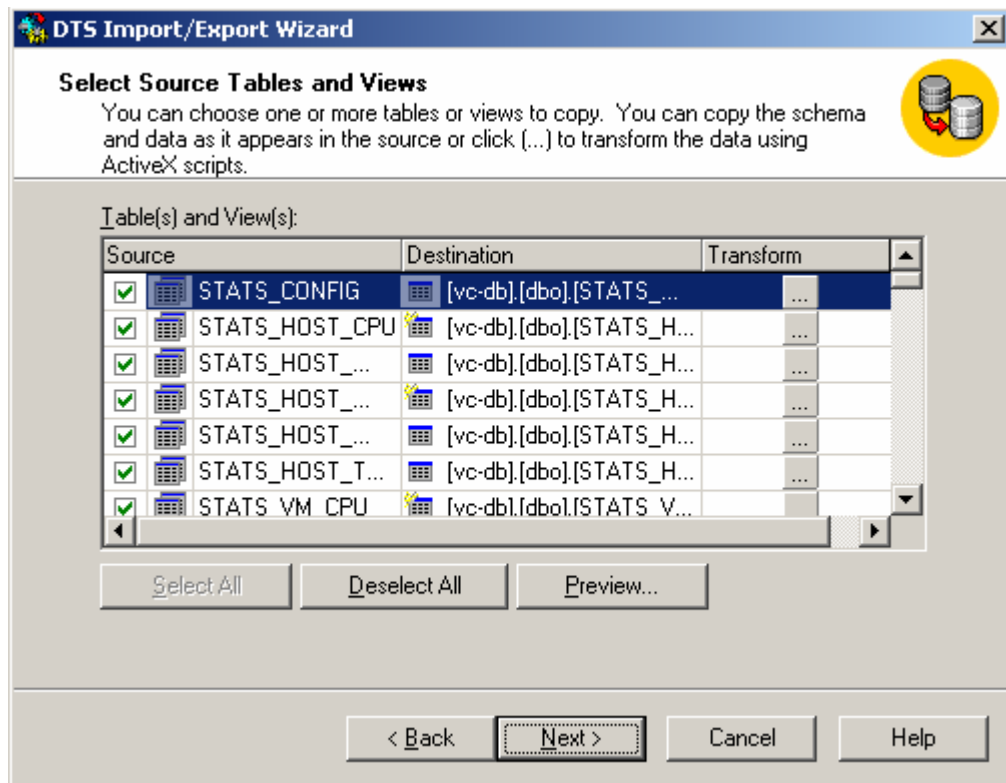 DTS Import/Export Wizard
Select Source Tables and Views
You can choose one or more tables or views to copy. You can copy the schema
and data as it appears in the source or click (...) to transform the data using
ActiveX scripts.
Table(s) and View(s):
Source Destination Transform
STATS_CONFIG [vc-db].[dbo].[STATS_... ...
STATS_HOST_CPU [vc-db].[dbo].[STATS_H... ...
STATS_HOST_... [vc-db].[dbo].[STATS_H... ...
STATS_HOST_... [vc-db].[dbo].[STATS_H... ...
STATS_HOST_... [vc-db].[dbo].[STATS_H... ...
STATS_HOST_T... [vc-db].[dbo].[STATS_H... ...
STATS_VM_CPU [vc-db].[dbo].[STATS_V...
Select All Deselect All Preview...
< Back Next > Cancel Help